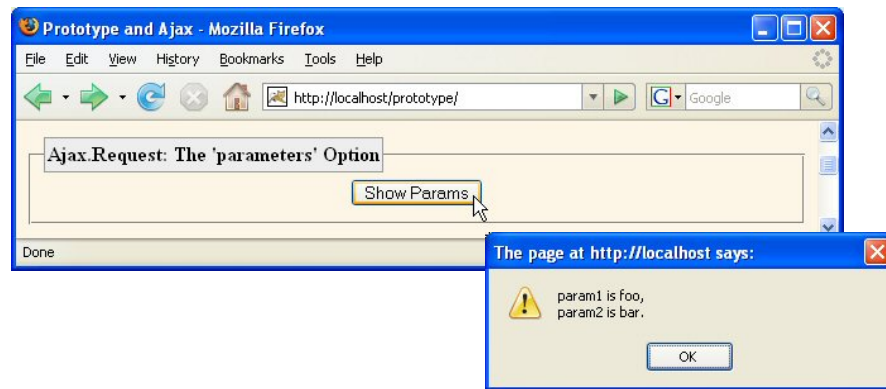 Prototype and Ajax - Mozilla Firefox
File Edit View History Bookmarks Tools Help
http://localhost/prototype/
G Google
Ajax.Request: The 'parameters' Option
Show Params
Done
The page at http://localhost says:
param1 is foo,
param2 is bar.
OK